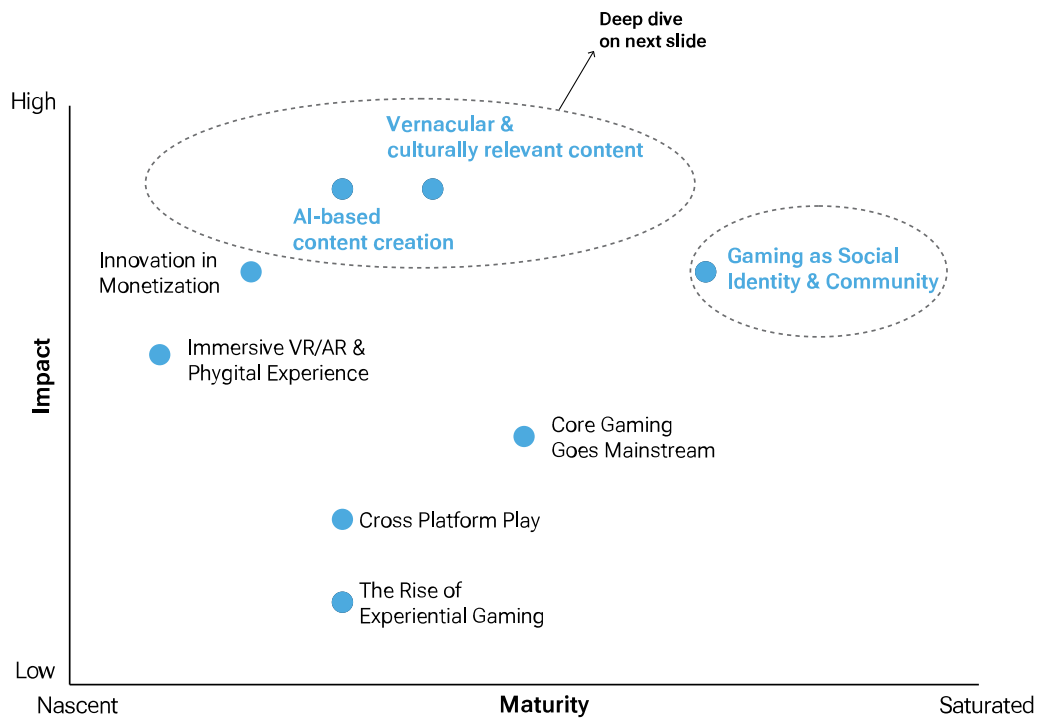 Deep dive
on next slide
High
Vernacular &
culturally relevant content
AI-based
content creation
Innovation in
Monetization
Gaming as Social
Identity & Community
Immersive VR/AR &
Phygital Experience
Impact
Core Gaming
Goes Mainstream
Cross Platform Play
The Rise of
Experiential Gaming
Low
Nascent
Maturity
Saturated